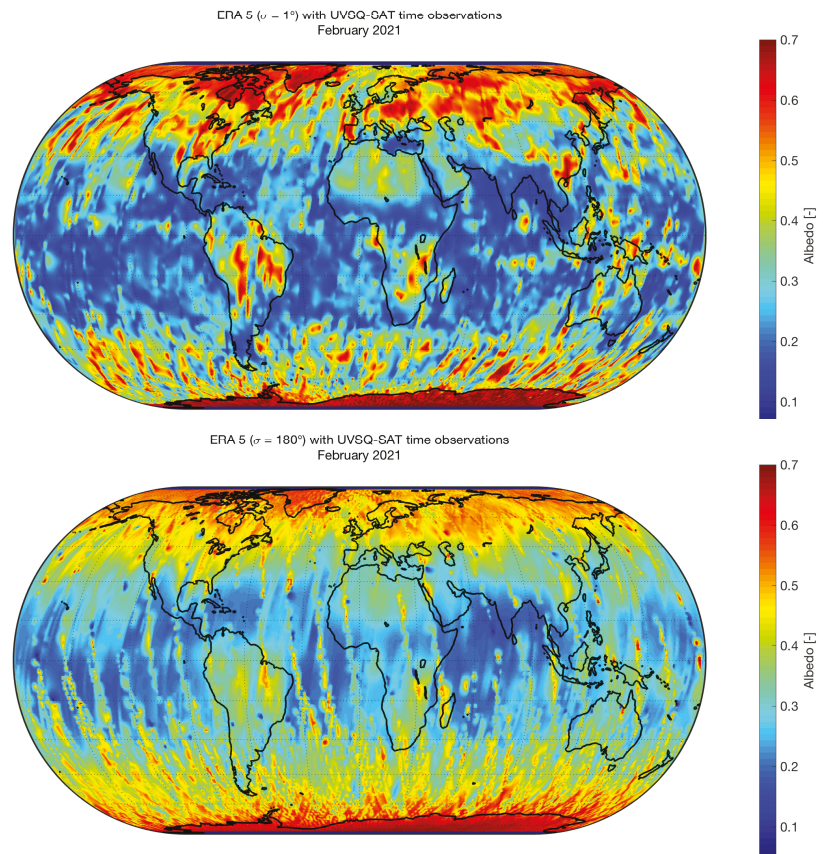 ERA 5 (σ = 1°) with UVSQ-SAT time observations
February 2021
0.7
0.6
0.5
0.4
0.3
0.2
0.1
Albedo [-]
ERA 5 (σ = 180°) with UVSQ-SAT time observations
February 2021
0.7
0.6
0.5
0.4
0.3
0.2
0.1
Albedo [-]